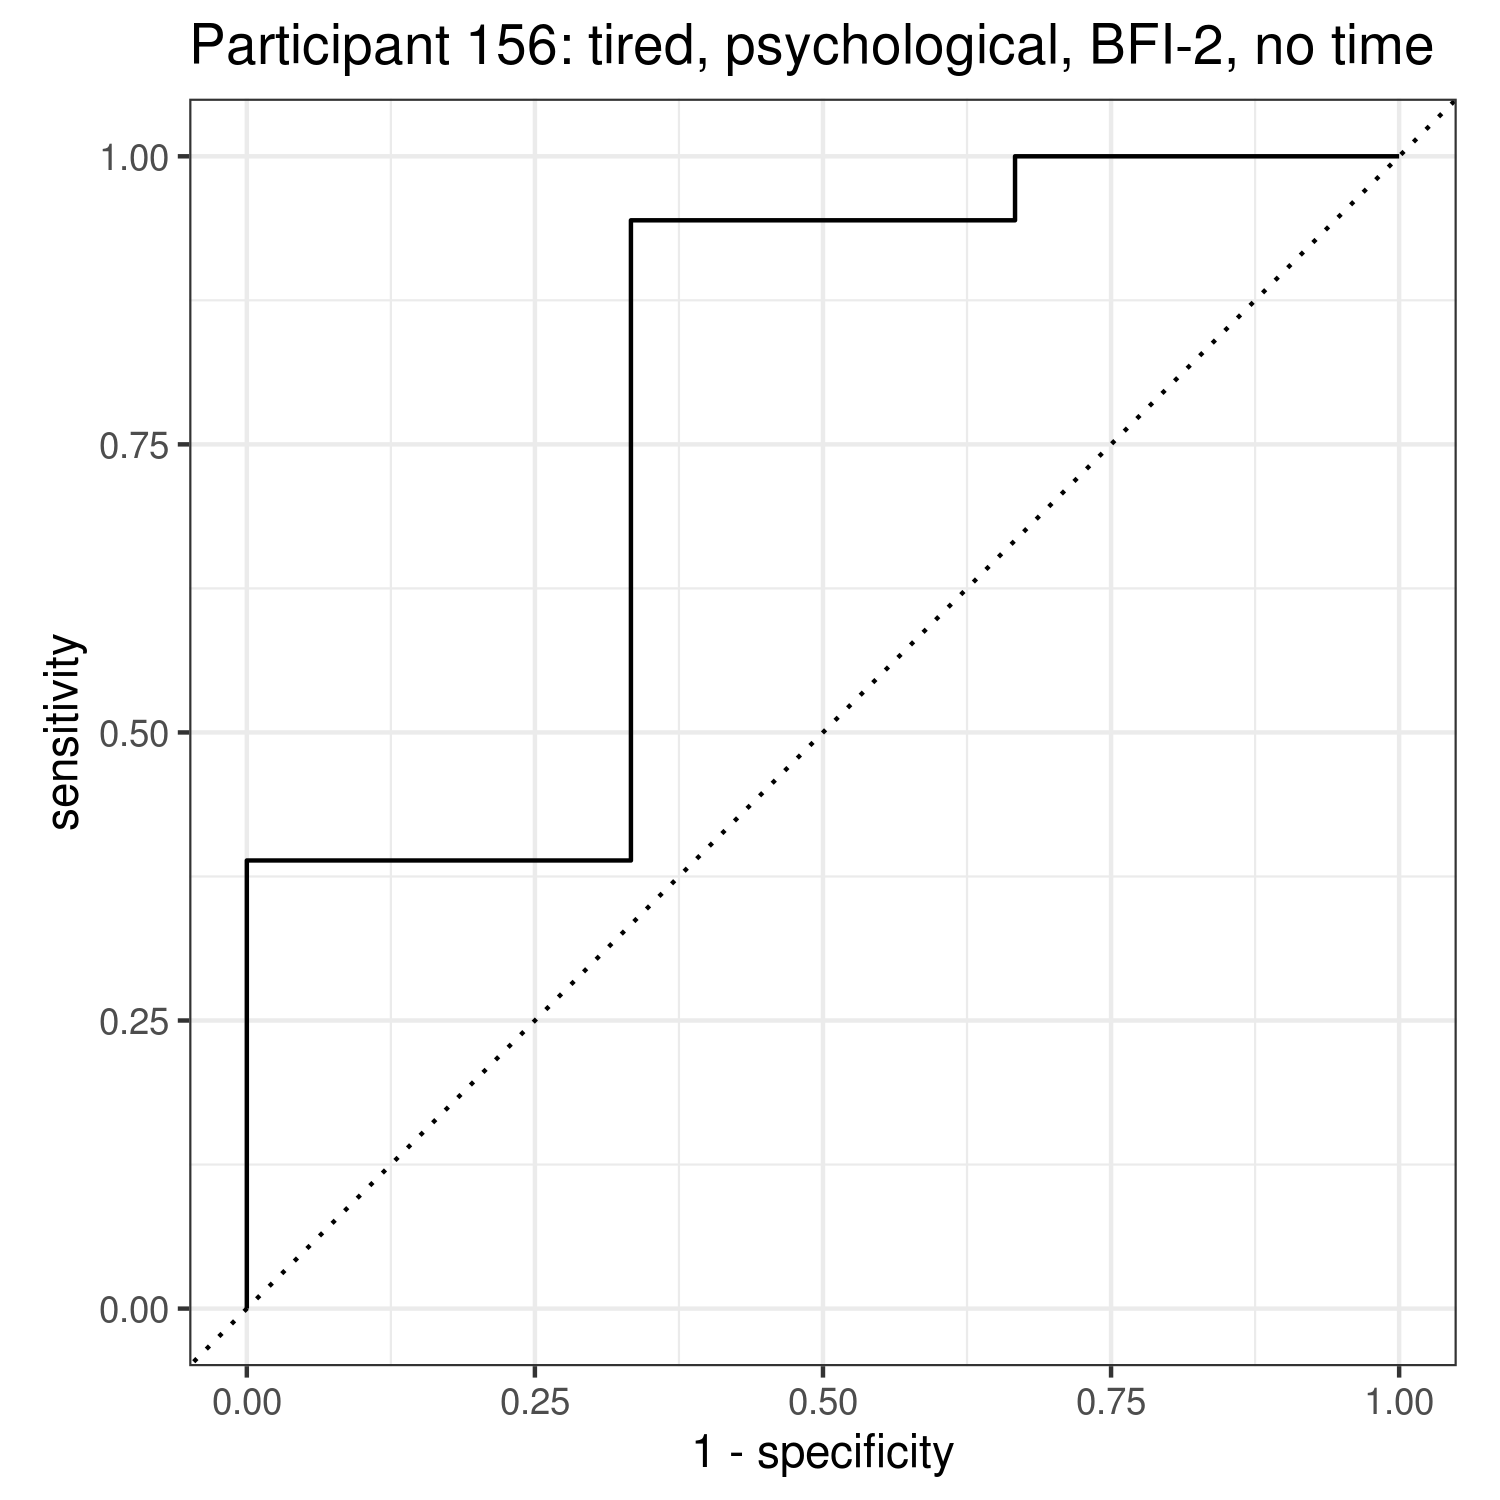 Participant 156: tired, psychological, BFI-2, no time
1.00
0.75
0.50
0.25
0.00
sensitivity
0.00 0.25 0.50 0.75 1.00
1 - specificity